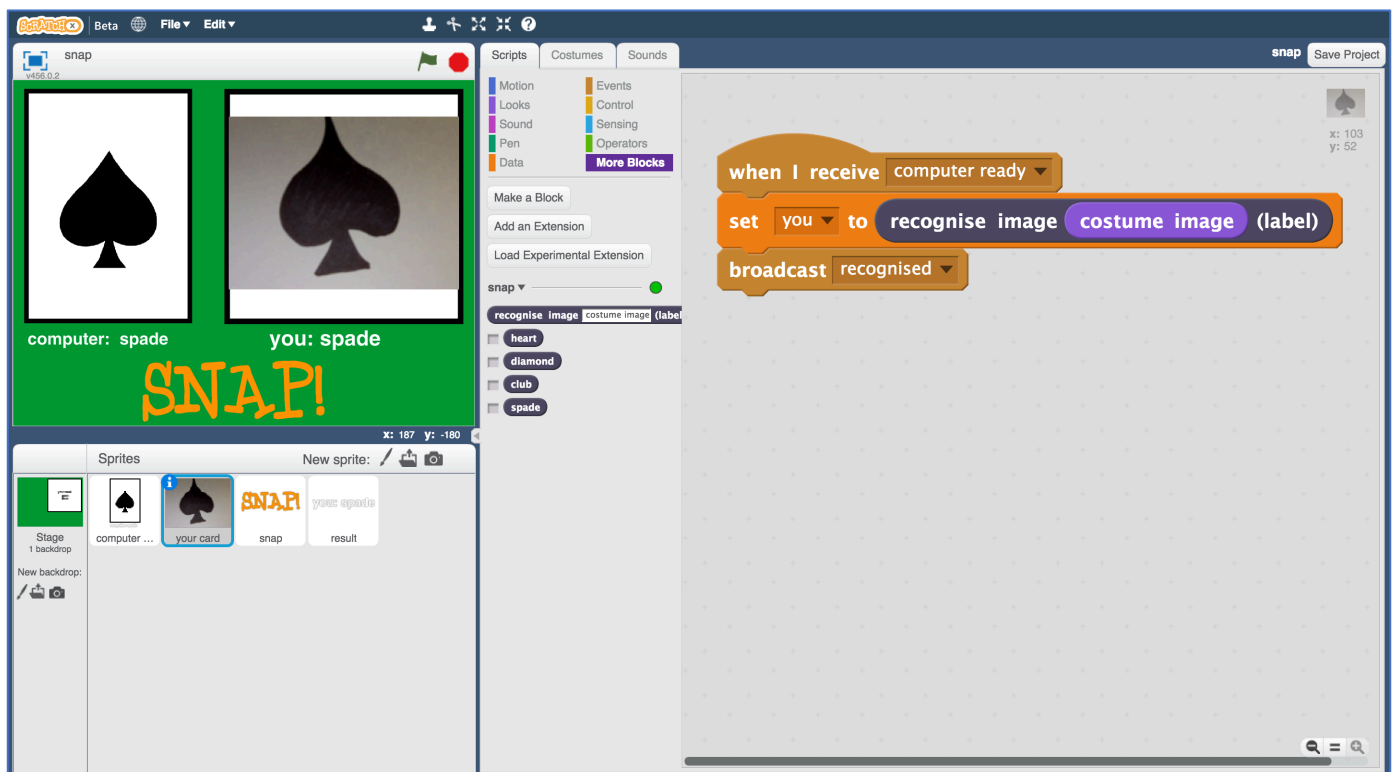 SCRATCHX Beta File Edit
snap
v456.0.2
computer: spade
you: spade
SNAP!
x: 187 y: -180
Sprites
New sprite:
Stage
1 backdrop
New backdrop:
computer ...
your card
SNAP!
snap
you: spade
result
Scripts Costumes Sounds
snap Save Project
Motion Events
Looks Control
Sound Sensing
Pen Operators
Data More Blocks
Make a Block
Add an Extension
Load Experimental Extension
snap
recognise image costume image (label
heart
diamond
club
spade
when I receive computer ready
set you to recognise image costume image (label)
broadcast recognised
x: 103
y: 52